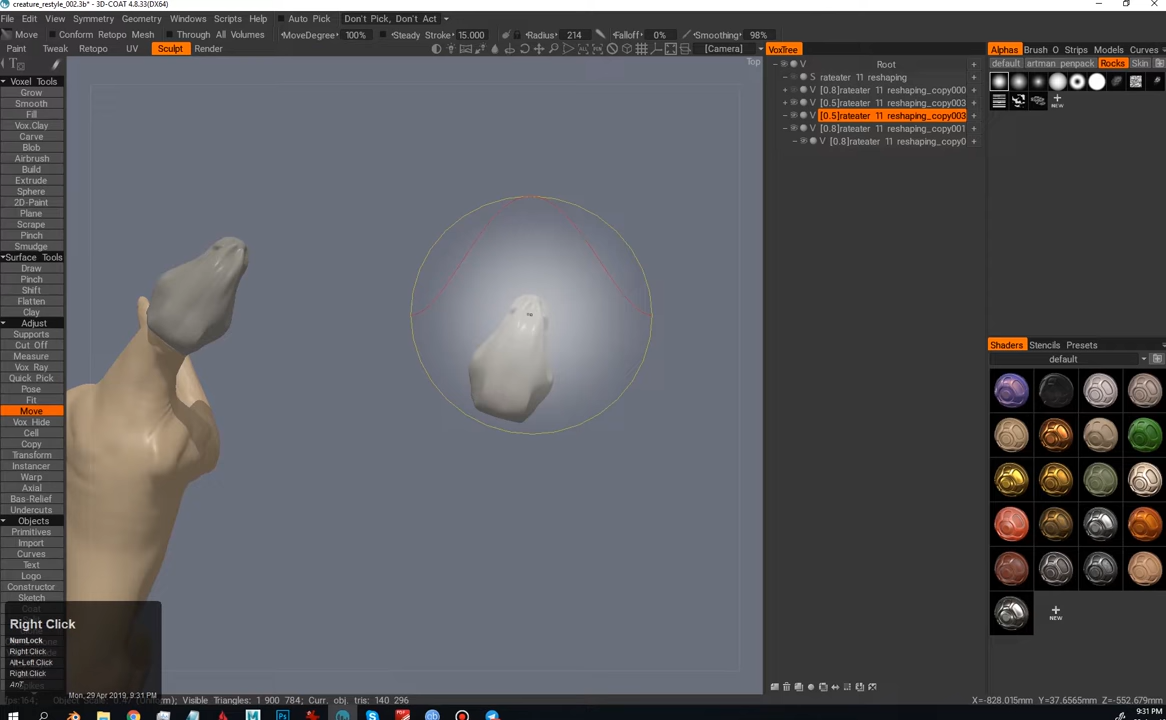 creature_restyle_002.3b* - 3D-COAT 4.8.33(DX64)
File Edit View Symmetry Geometry Windows Scripts Help Auto Pick Don't Pick, Don't Act
Move Conform Retopo Mesh Through All Volumes MoveDegree 100% Steady Stroke 15.000 Radius 214 Falloff 0% Smoothing 98%
Paint Tweak Retopo UV Sculpt Render [Camera]
Top
Voxel Tools
Grow
Smooth
Fill
Vox.Clay
Carve
Blob
Airbrush
Build
Extrude
Sphere
2D-Paint
Plane
Scrape
Pinch
Smudge
Surface Tools
Draw
Pinch
Shift
Flatten
Clay
Adjust
Supports
Cut Off
Measure
Vox Ray
Quick Pick
Pose
Fit
Move
Vox Hide
Cell
Copy
Transform
Instancer
Warp
Axial
Bas-Relief
Undercuts
Objects
Primitives
Import
Curves
Text
Logo
Constructor
Sketch
Right Click
NumLock
Right Click
Alt+Left Click
Right Click
Mon, 29 Apr 2019, 9:31 PM
fps:164; Object Scale: 0.47 (Uniform); Visible Triangles: 1 900 784; Curr. obj. tris: 140 296
VoxTree
V Root +
S rateater 11 reshaping +
+ V [0.8]rateater 11 reshaping_copy000 +
+ V [0.5]rateater 11 reshaping_copy003 +
− V [0.5]rateater 11 reshaping_copy003 +
− V [0.8]rateater 11 reshaping_copy001 +
− V [0.8]rateater 11 reshaping_copy0 +
Alphas Brush O Strips Models Curves
default artman penpack Rocks Skin
NEW
Shaders Stencils Presets
default
NEW
X=-828.015mm Y=37.6565mm Z=-552.679mm
9:31 PM